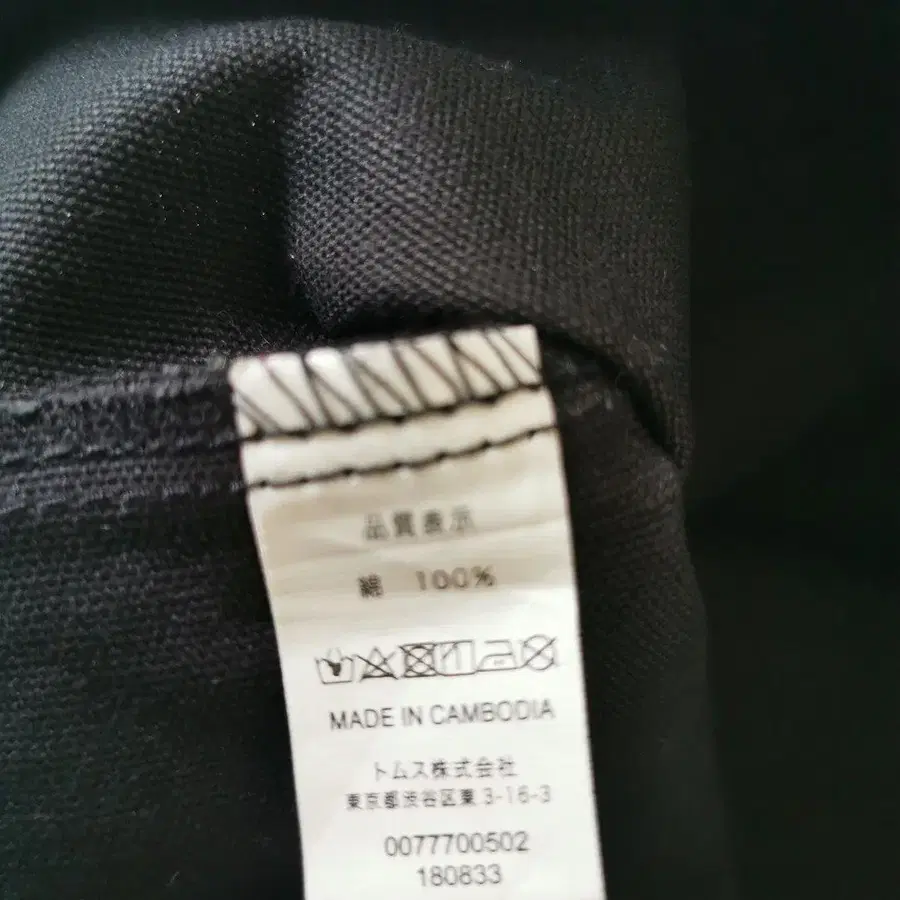 品質表示
綿 100%
MADE IN CAMBODIA
トムス株式会社
東京都渋谷区東 3-16-3
0077700502
180833